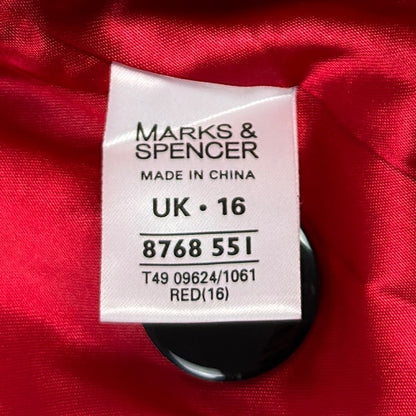 MARKS &
SPENCER
MADE IN CHINA
UK • 16
8768 551
T49 09624/1061
RED(16)